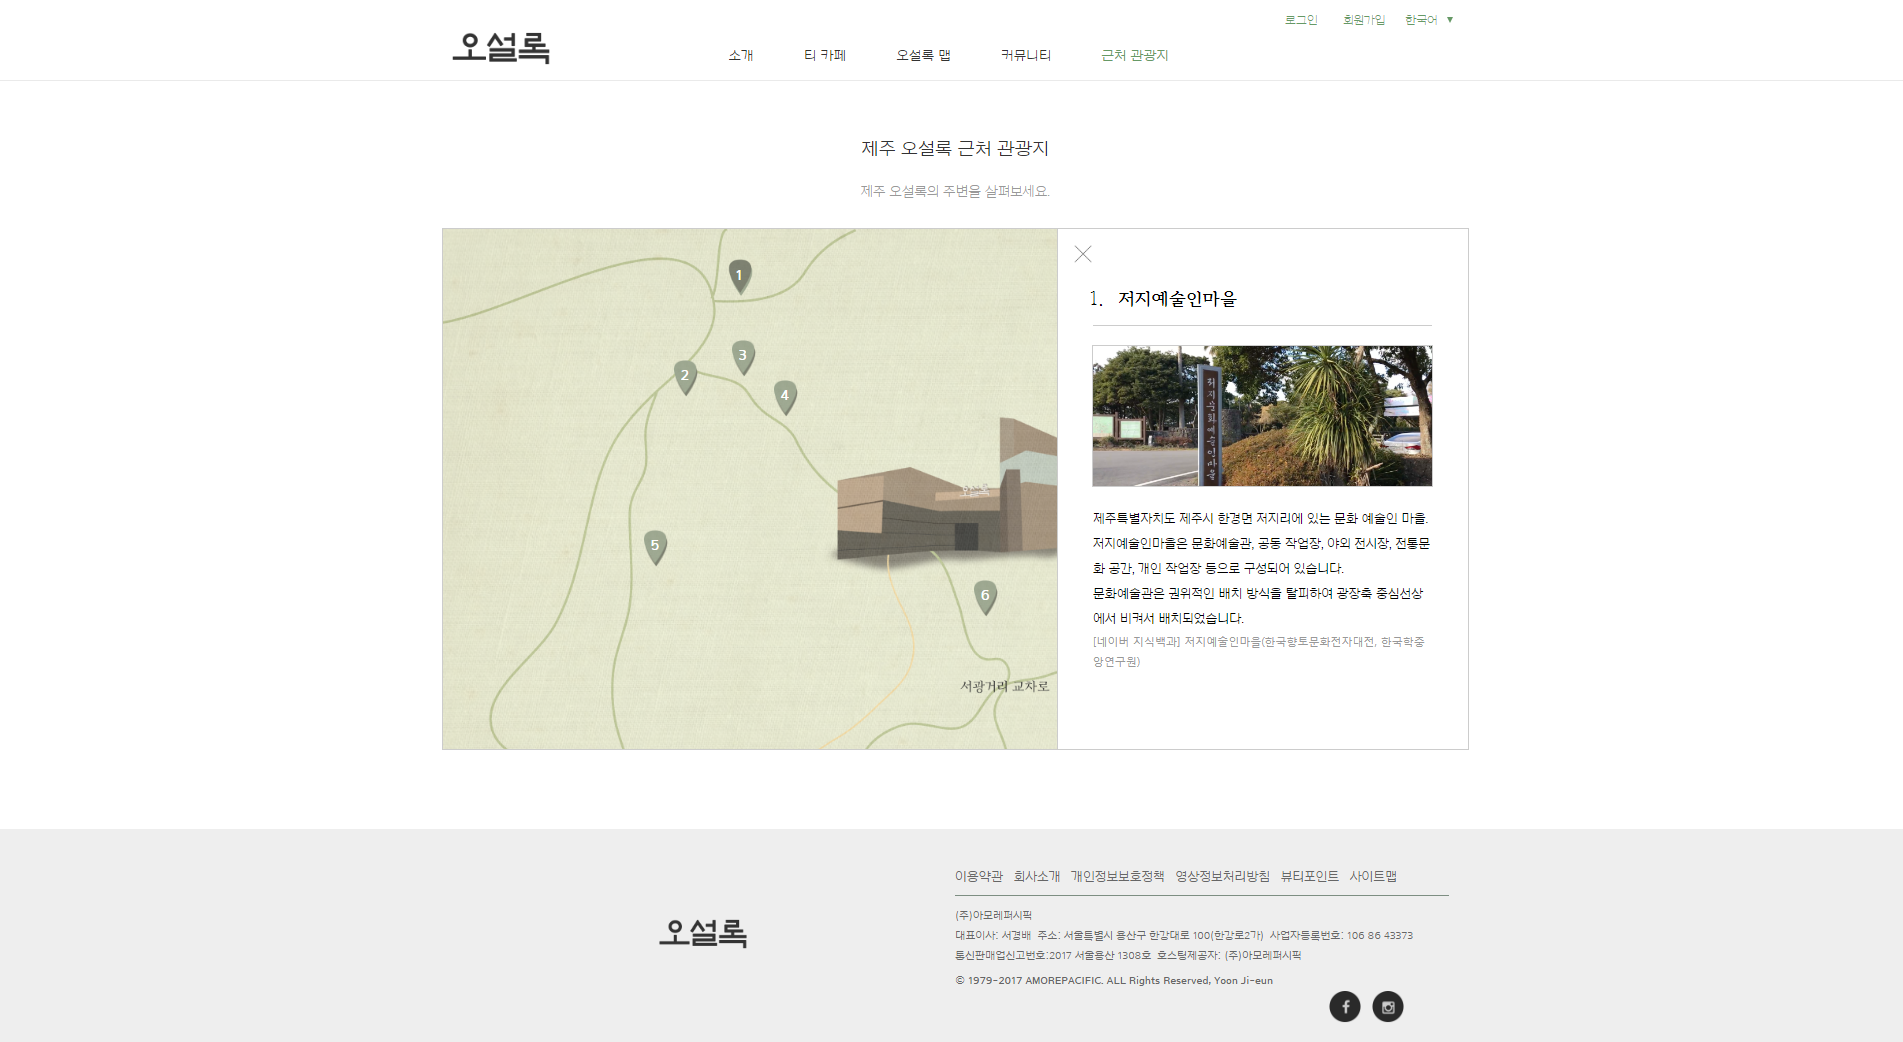 로그인 회원가입 한국어 ▼
오설록
소개 티 카페 오설록 맵 커뮤니티 근처 관광지
제주 오설록 근처 관광지
제주 오설록의 주변을 살펴보세요.
1
3
2
4
오설록
5
6
서광거리 교차로
1. 저지예술인마을
저지문화예술인마을
제주특별자치도 제주시 한경면 저지리에 있는 문화 예술인 마을.
저지예술인마을은 문화예술관, 공동 작업장, 야외 전시장, 전통문
화 공간, 개인 작업장 등으로 구성되어 있습니다.
문화예술관은 권위적인 배치 방식을 탈피하여 광장축 중심선상
에서 비켜서 배치되었습니다.
[네이버 지식백과] 저지예술인마을(한국향토문화전자대전, 한국학중
앙연구원)
오설록
이용약관 회사소개 개인정보보호정책 영상정보처리방침 뷰티포인트 사이트맵
(주)아모레퍼시픽
대표이사: 서경배 주소: 서울특별시 용산구 한강대로 100(한강로2가) 사업자등록번호: 106 86 43373
통신판매업신고번호:2017 서울용산 1308호 호스팅제공자: (주)아모레퍼시픽
© 1979-2017 AMOREPACIFIC. ALL Rights Reserved, Yoon Ji-eun